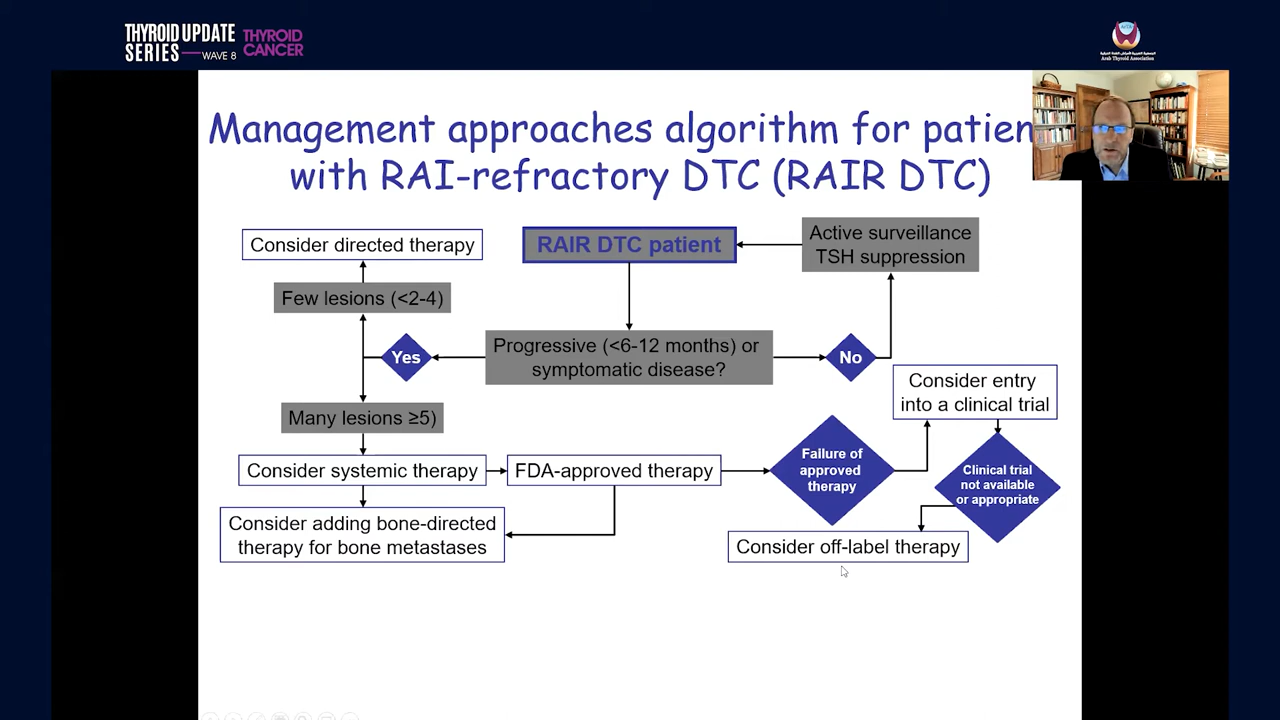 THYROID UPDATE
SERIES
WAVE 8
THYROID
CANCER
Arab Thyroid Association
Management approaches algorithm for patien
with RAI-refractory DTC (RAIR DTC)
Consider directed therapy
RAIR DTC patient
Active surveillance
TSH suppression
Few lesions (<2-4)
Yes
Progressive (<6-12 months) or
symptomatic disease?
No
Consider entry
into a clinical trial
Many lesions ≥5)
Consider systemic therapy
FDA-approved therapy
Failure of
approved
therapy
Clinical trial
not available
or appropriate
Consider adding bone-directed
therapy for bone metastases
Consider off-label therapy